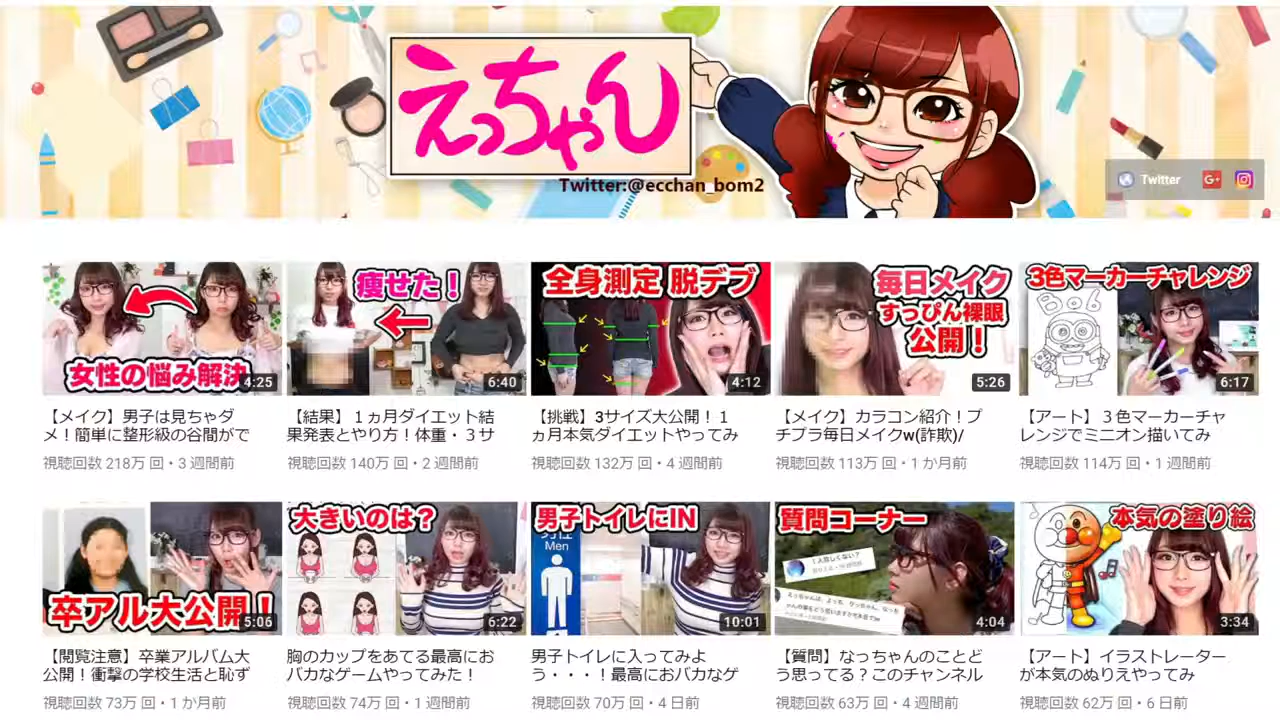 えっちゃん
Twitter:@ecchan_bom2
Twitter
G+
女性の悩み解決
4:25
痩せた！
6:40
全身測定 脱デブ
4:12
毎日メイク
すっぴん裸眼
公開！
5:26
3色マーカーチャレンジ
BOB
6:17
【メイク】男子は見ちゃダ
メ！簡単に整形級の谷間がで
視聴回数 218万 回・3 週間前
【結果】１ヵ月ダイエット結
果発表とやり方！体重・３サ
視聴回数 140万 回・2 週間前
【挑戦】3サイズ大公開！１
ヵ月本気ダイエットやってみ
視聴回数 132万 回・4 週間前
【メイク】カラコン紹介！プ
チプラ毎日メイクw(詐欺)/
視聴回数 113万 回・1 か月前
【アート】３色マーカーチャ
レンジでミニオン描いてみ
視聴回数 114万 回・1 週間前
卒アル大公開！
5:06
大きいのは？
6:22
男子トイレにIN
男性
Men
10:01
質問コーナー
4:04
本気の塗り絵
3:34
【閲覧注意】卒業アルバム大
公開！衝撃の学校生活と恥ず
視聴回数 73万 回・1 か月前
胸のカップをあてる最高にお
バカなゲームやってみた！
視聴回数 74万 回・1 週間前
男子トイレに入ってみよ
う・・・！最高におバカなゲ
視聴回数 70万 回・4 日前
【質問】なっちゃんのことど
う思ってる？このチャンネル
視聴回数 63万 回・4 週間前
【アート】イラストレーター
が本気のぬりえやってみ
視聴回数 62万 回・6 日前